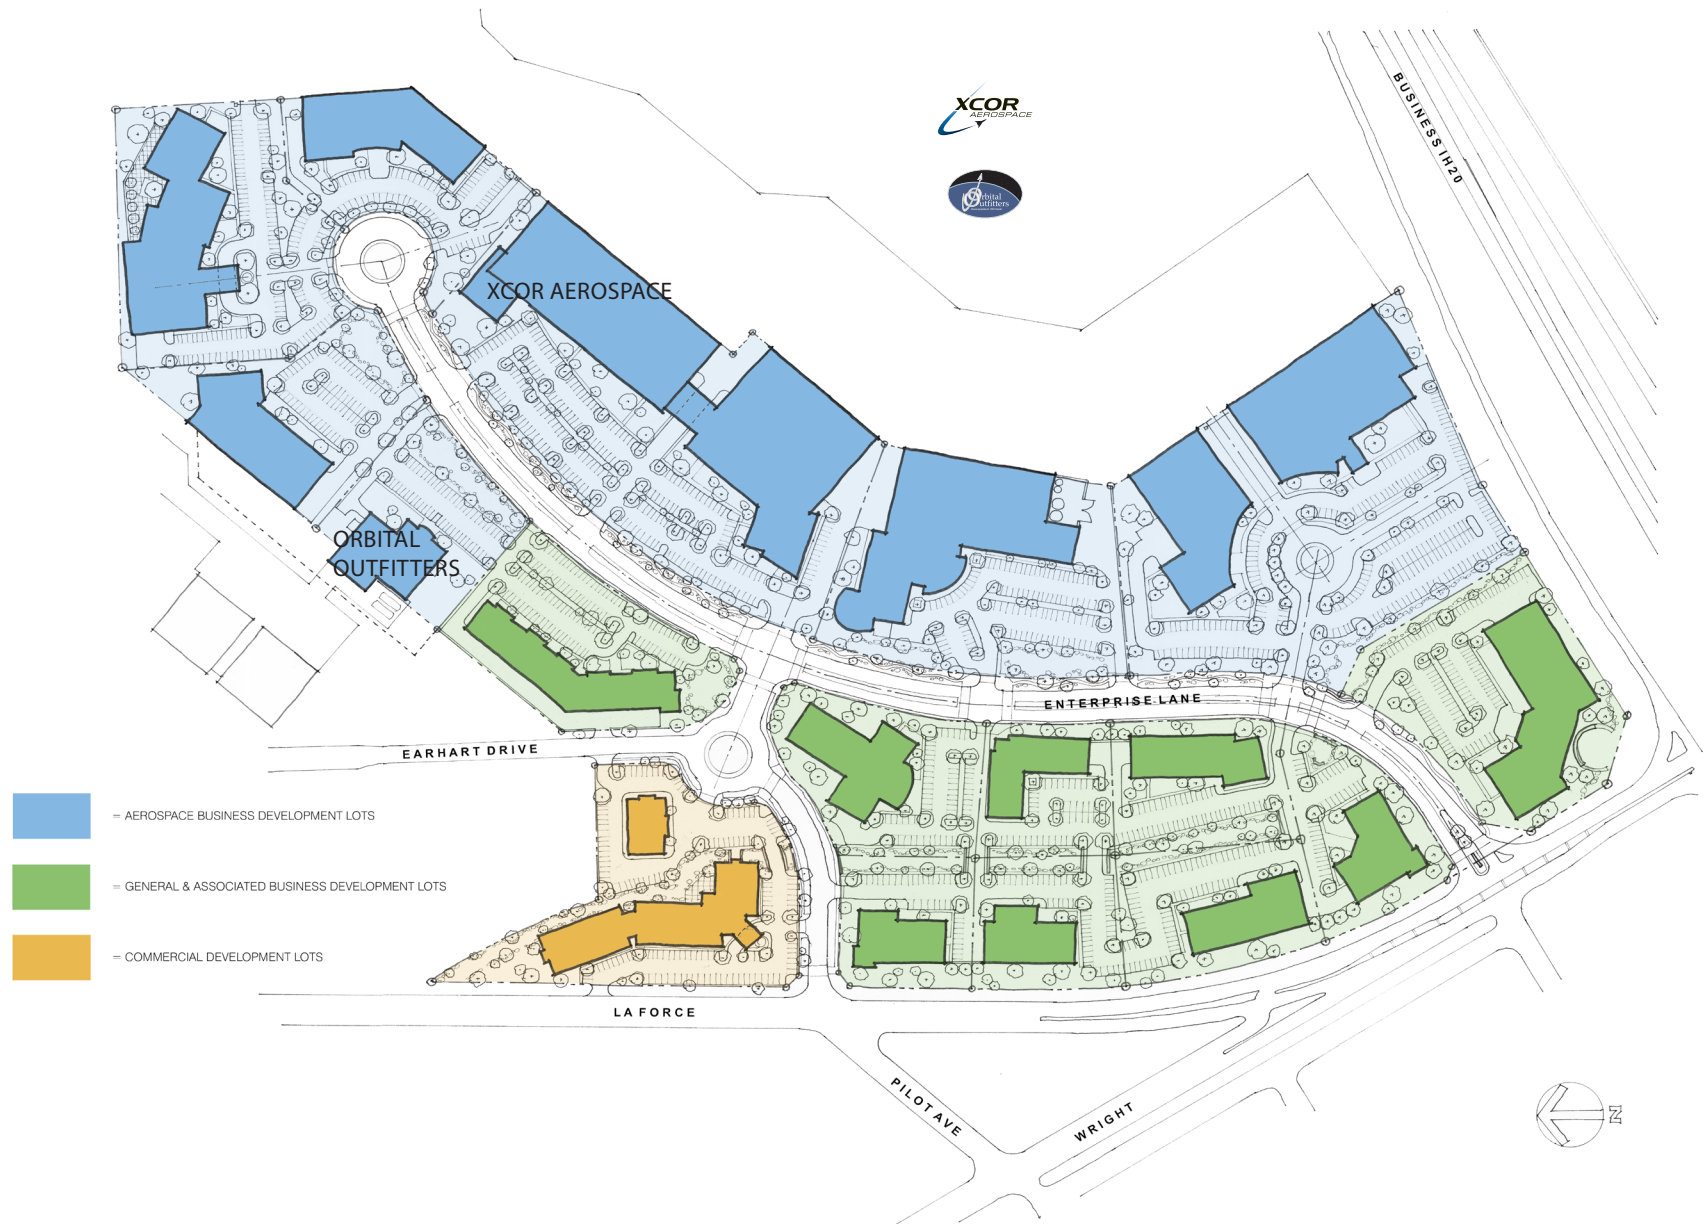 XCOR
AEROSPACE
Orbital
Outfitters
BUSINESS IH20
XCOR AEROSPACE
ORBITAL
OUTFITTERS
ENTERPRISE LANE
EARHART DRIVE
= AEROSPACE BUSINESS DEVELOPMENT LOTS
= GENERAL & ASSOCIATED BUSINESS DEVELOPMENT LOTS
= COMMERCIAL DEVELOPMENT LOTS
LA FORCE
PILOT AVE
WRIGHT
N